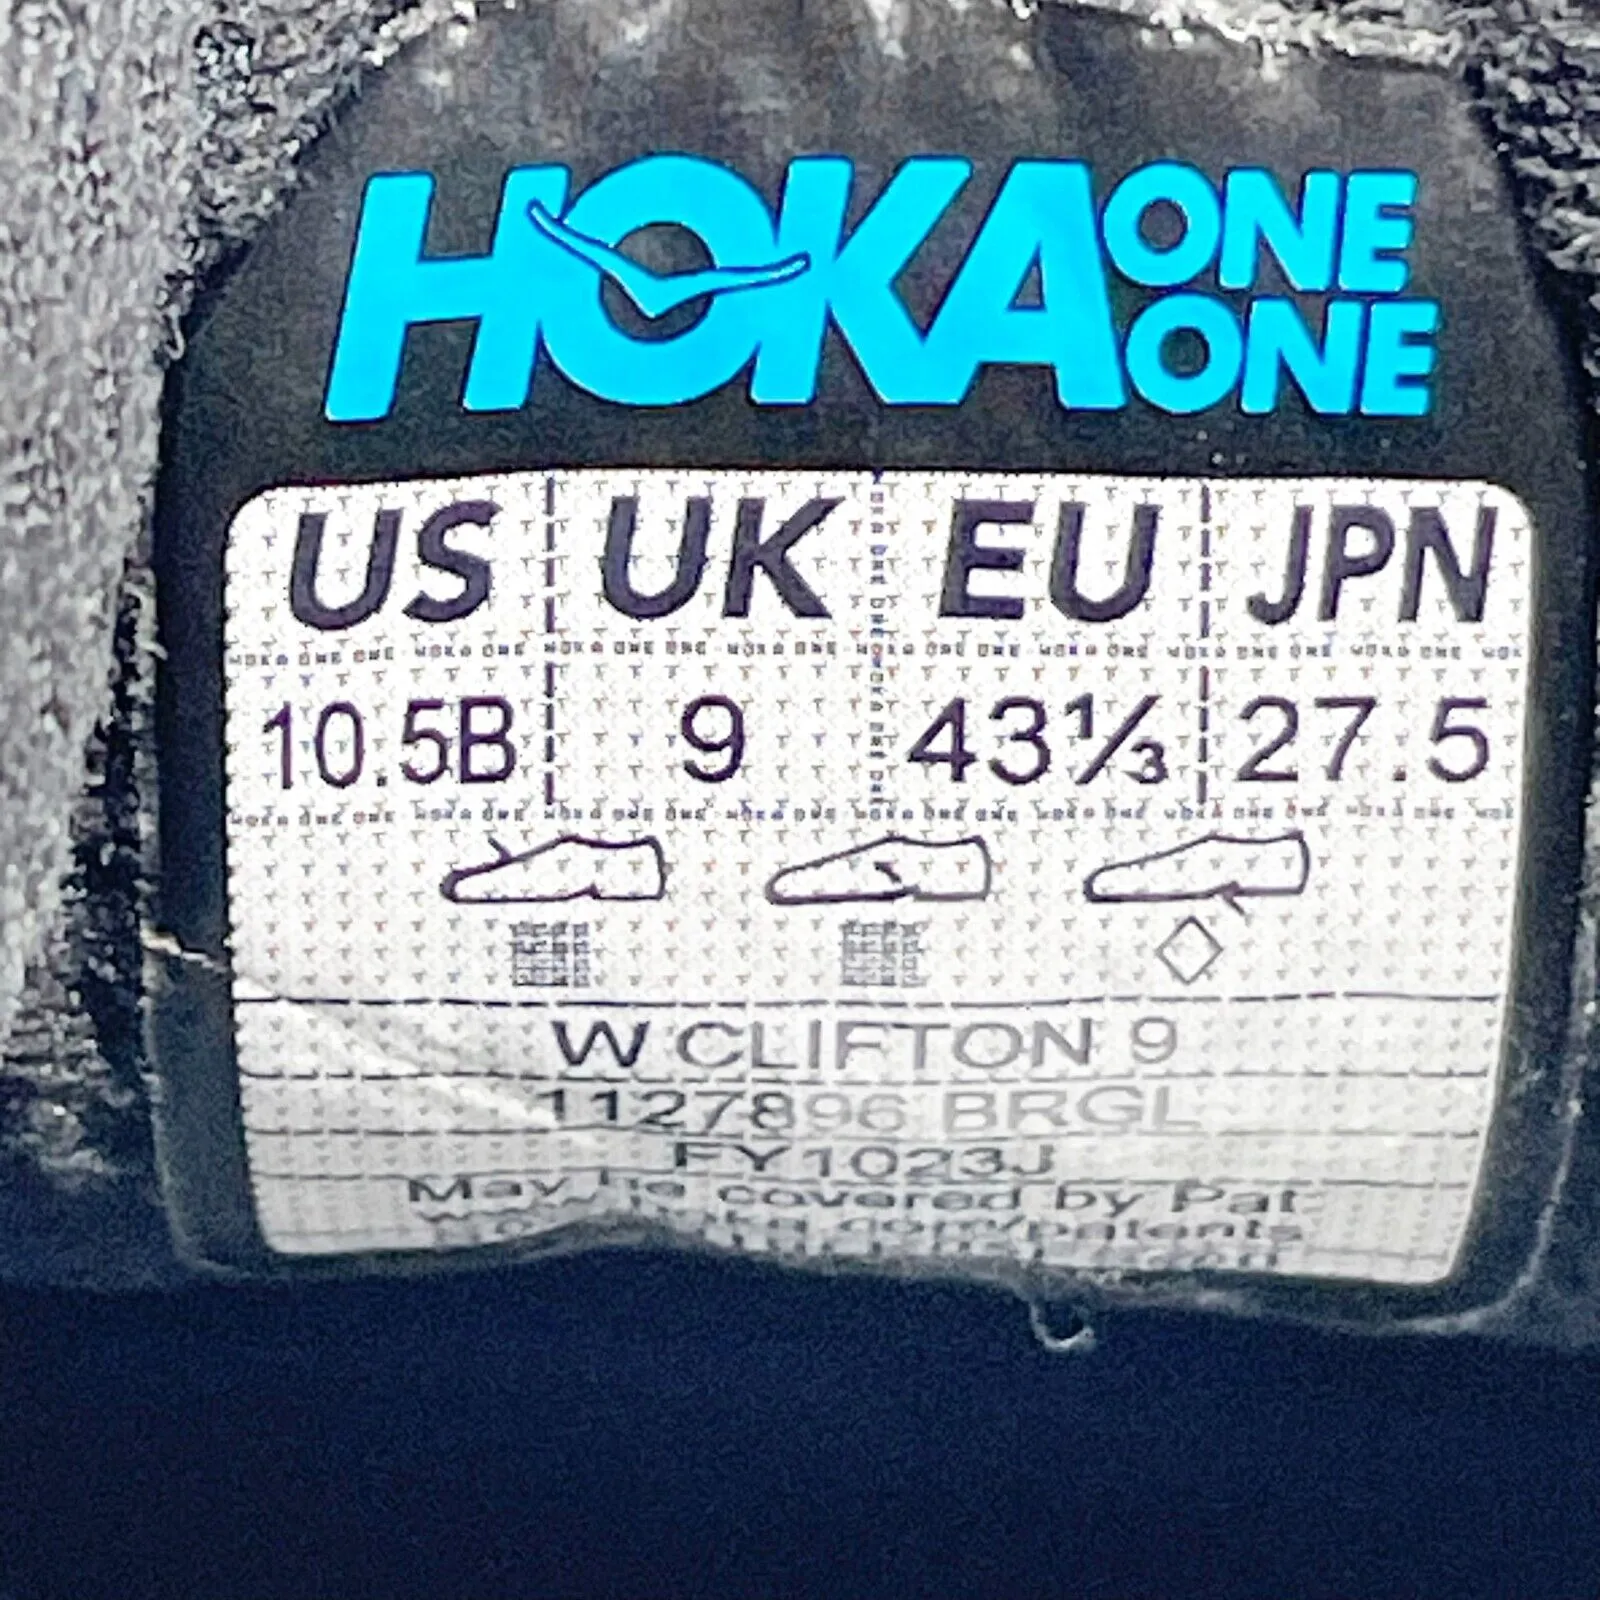 HOKA ONE ONE
US UK EU JPN
10.5B 9 43⅓ 27.5
W CLIFTON 9
1127896 BRGL
FY1023J
May be covered by Pat